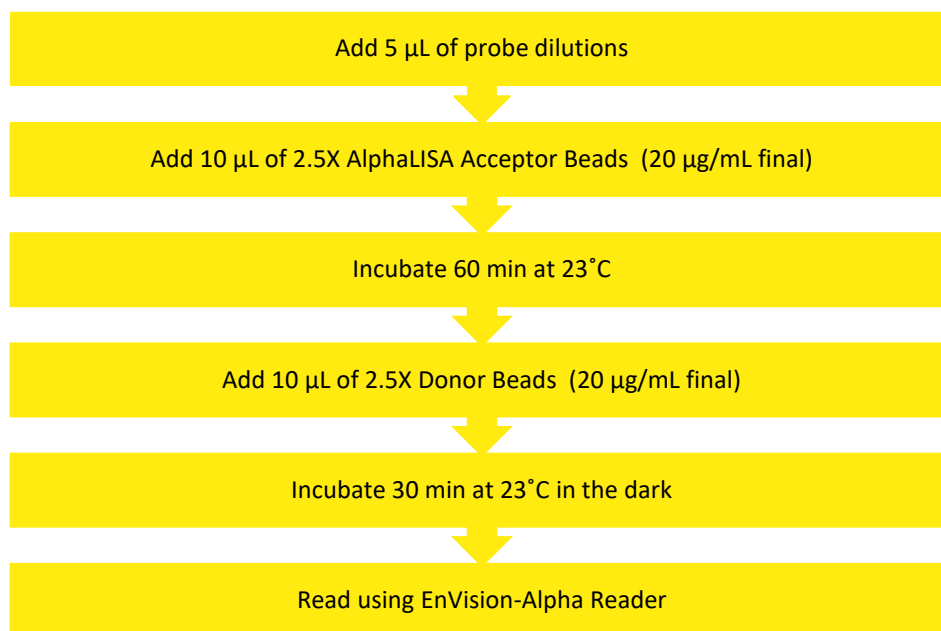 Add 5 µL of probe dilutions
Add 10 µL of 2.5X AlphaLISA Acceptor Beads  (20 µg/mL final)
Incubate 60 min at 23˚C
Add 10 µL of 2.5X Donor Beads  (20 µg/mL final)
Incubate 30 min at 23˚C in the dark
Read using EnVision-Alpha Reader